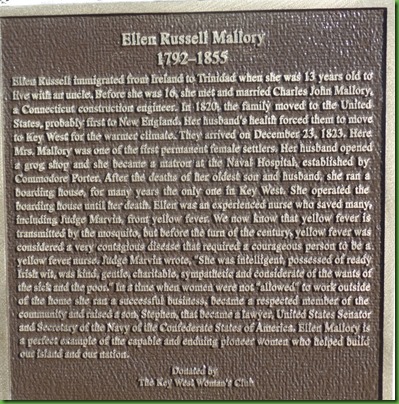 Ellen Russell Mallory
1792–1855
Ellen Russell immigrated from Ireland to Trinidad when she was 13 years old to
live with an uncle. Before she was 16, she met and married Charles John Mallory,
a Connecticut construction engineer. In 1820, the family moved to the United
States, probably first to New England. Her husband's health forced them to move
to Key West for the warmer climate. They arrived on December 23, 1823. Here
Mrs. Mallory was one of the first permanent female settlers. Her husband opened
a grog shop and she became a matron at the Naval Hospital, established by
Commodore Porter. After the deaths of her oldest son and husband, she ran a
boarding house, for many years the only one in Key West. She operated the
boarding house until her death. Ellen was an experienced nurse who saved many,
including Judge Marvin, from yellow fever. We now know that yellow fever is
transmitted by the mosquito, but before the turn of the century, yellow fever was
considered a very contagious disease that required a courageous person to be a
yellow fever nurse. Judge Marvin wrote, "She was intelligent, possessed of ready
Irish wit, was kind, gentle, charitable, sympathetic and considerate of the wants of
the sick and the poor." In a time when women were not "allowed" to work outside
of the home she ran a successful business, became a respected member of the
community and raised a son, Stephen, that became a lawyer, United States Senator
and Secretary of the Navy of the Confederate States of America. Ellen Mallory is
a perfect example of the capable and enduring pioneer women who helped build
our island and our nation.
Donated by
The Key West Woman's Club